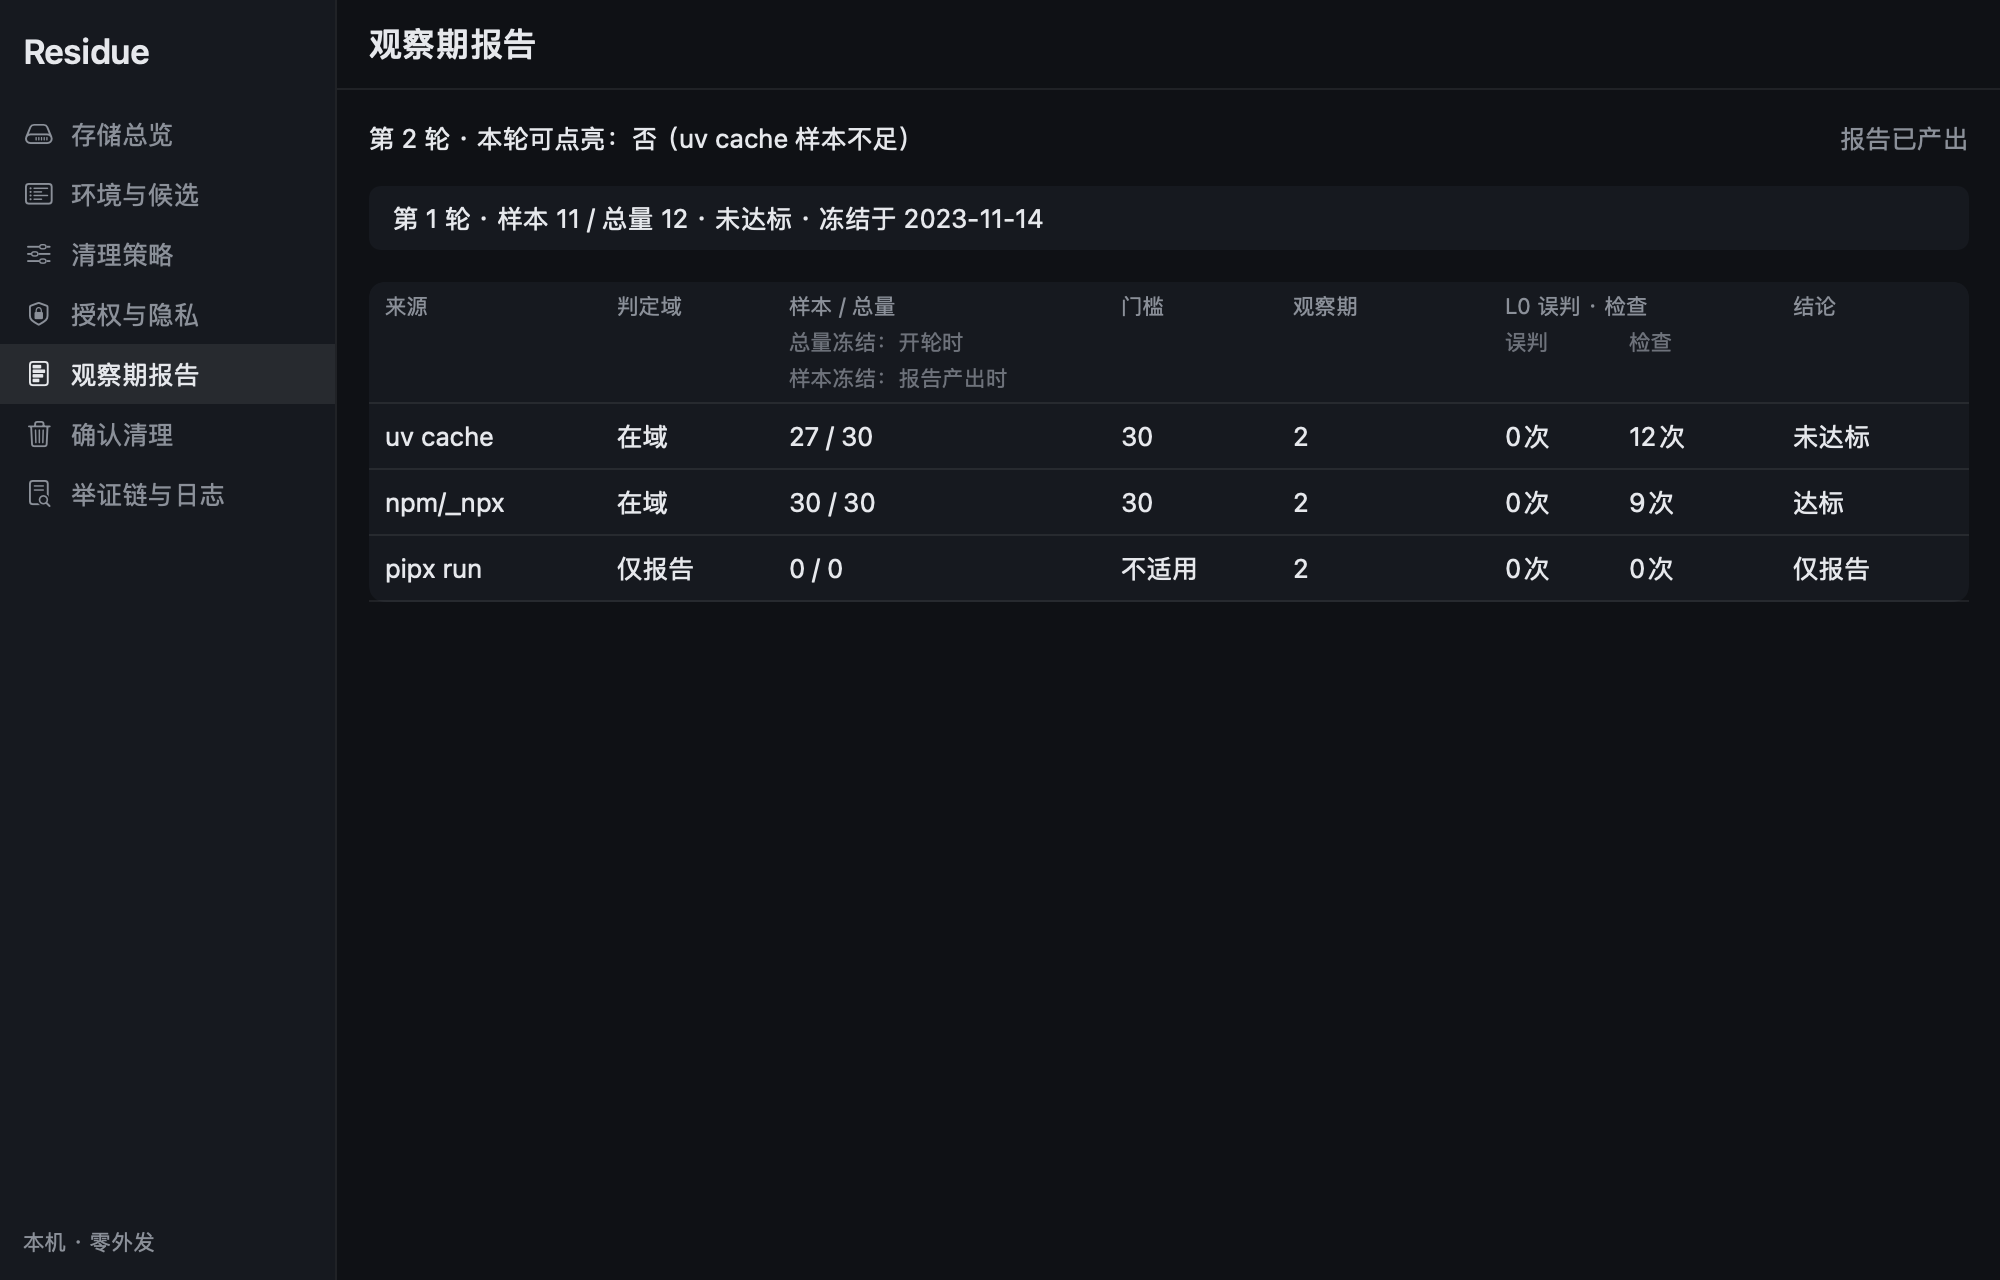 Residue
存储总览
环境与候选
清理策略
授权与隐私
观察期报告
确认清理
举证链与日志
本机 · 零外发
观察期报告
第 2 轮 · 本轮可点亮：否（uv cache 样本不足）
报告已产出
第 1 轮 · 样本 11 / 总量 12 · 未达标 · 冻结于 2023-11-14
来源 判定域 样本 / 总量 门槛 观察期 L0 误判 · 检查 结论
总量冻结：开轮时 误判 检查
样本冻结：报告产出时
uv cache 在域 27 / 30 30 2 0次 12次 未达标
npm/_npx 在域 30 / 30 30 2 0次 9次 达标
pipx run 仅报告 0 / 0 不适用 2 0次 0次 仅报告